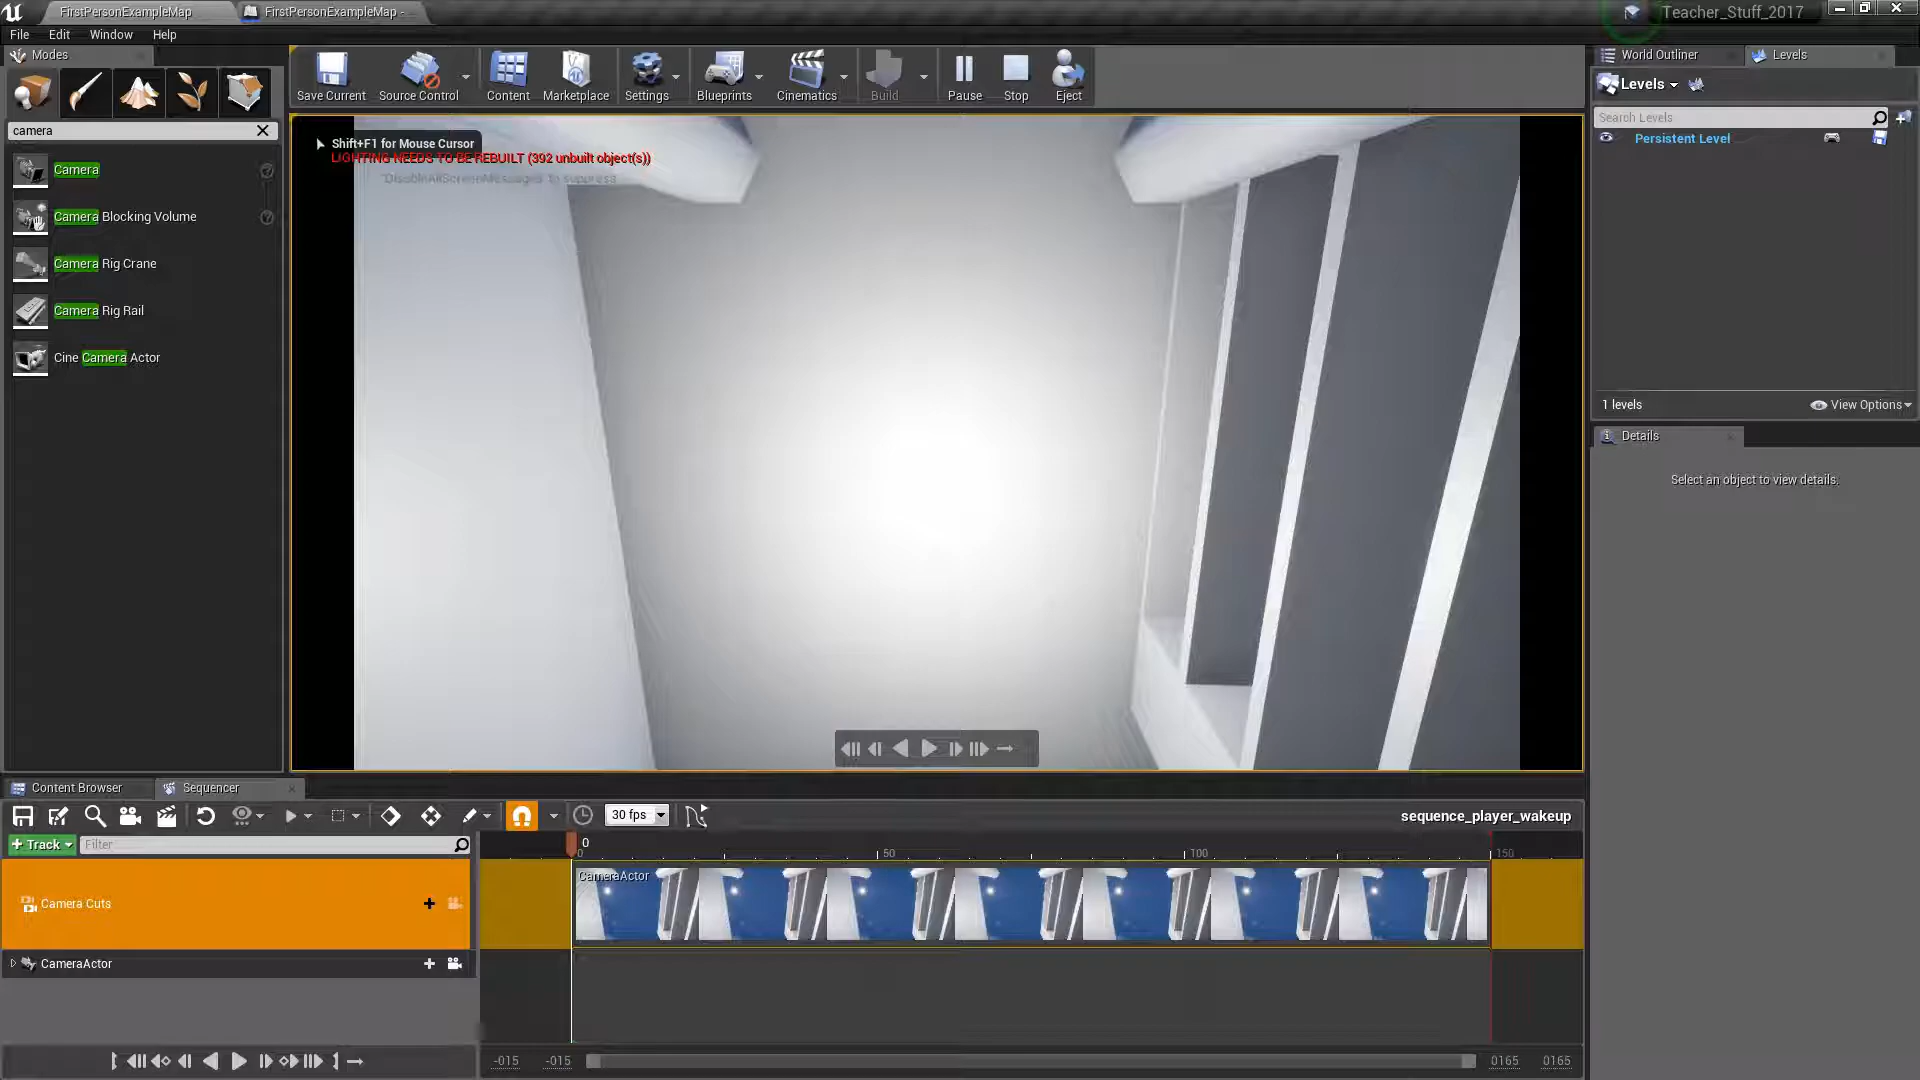 FirstPersonExampleMap
FirstPersonExampleMap -
Teacher_Stuff_2017
File Edit Window Help
Modes
Save Current
Source Control
Content
Marketplace
Settings
Blueprints
Cinematics
Build
Pause
Stop
Eject
World Outliner
Levels
Levels
Search Levels
Persistent Level
1 levels
View Options
Details
Select an object to view details.
camera
Camera
Camera Blocking Volume
Camera Rig Crane
Camera Rig Rail
Cine Camera Actor
Shift+F1 for Mouse Cursor
LIGHTING NEEDS TO BE REBUILT (392 unbuilt object(s))
'DisableAllScreenMessages' to suppress
Content Browser
Sequencer
30 fps
sequence_player_wakeup
+ Track
Filter
0
0 50 100 150
CameraActor
Camera Cuts
CameraActor
-015 -015 0165 0165